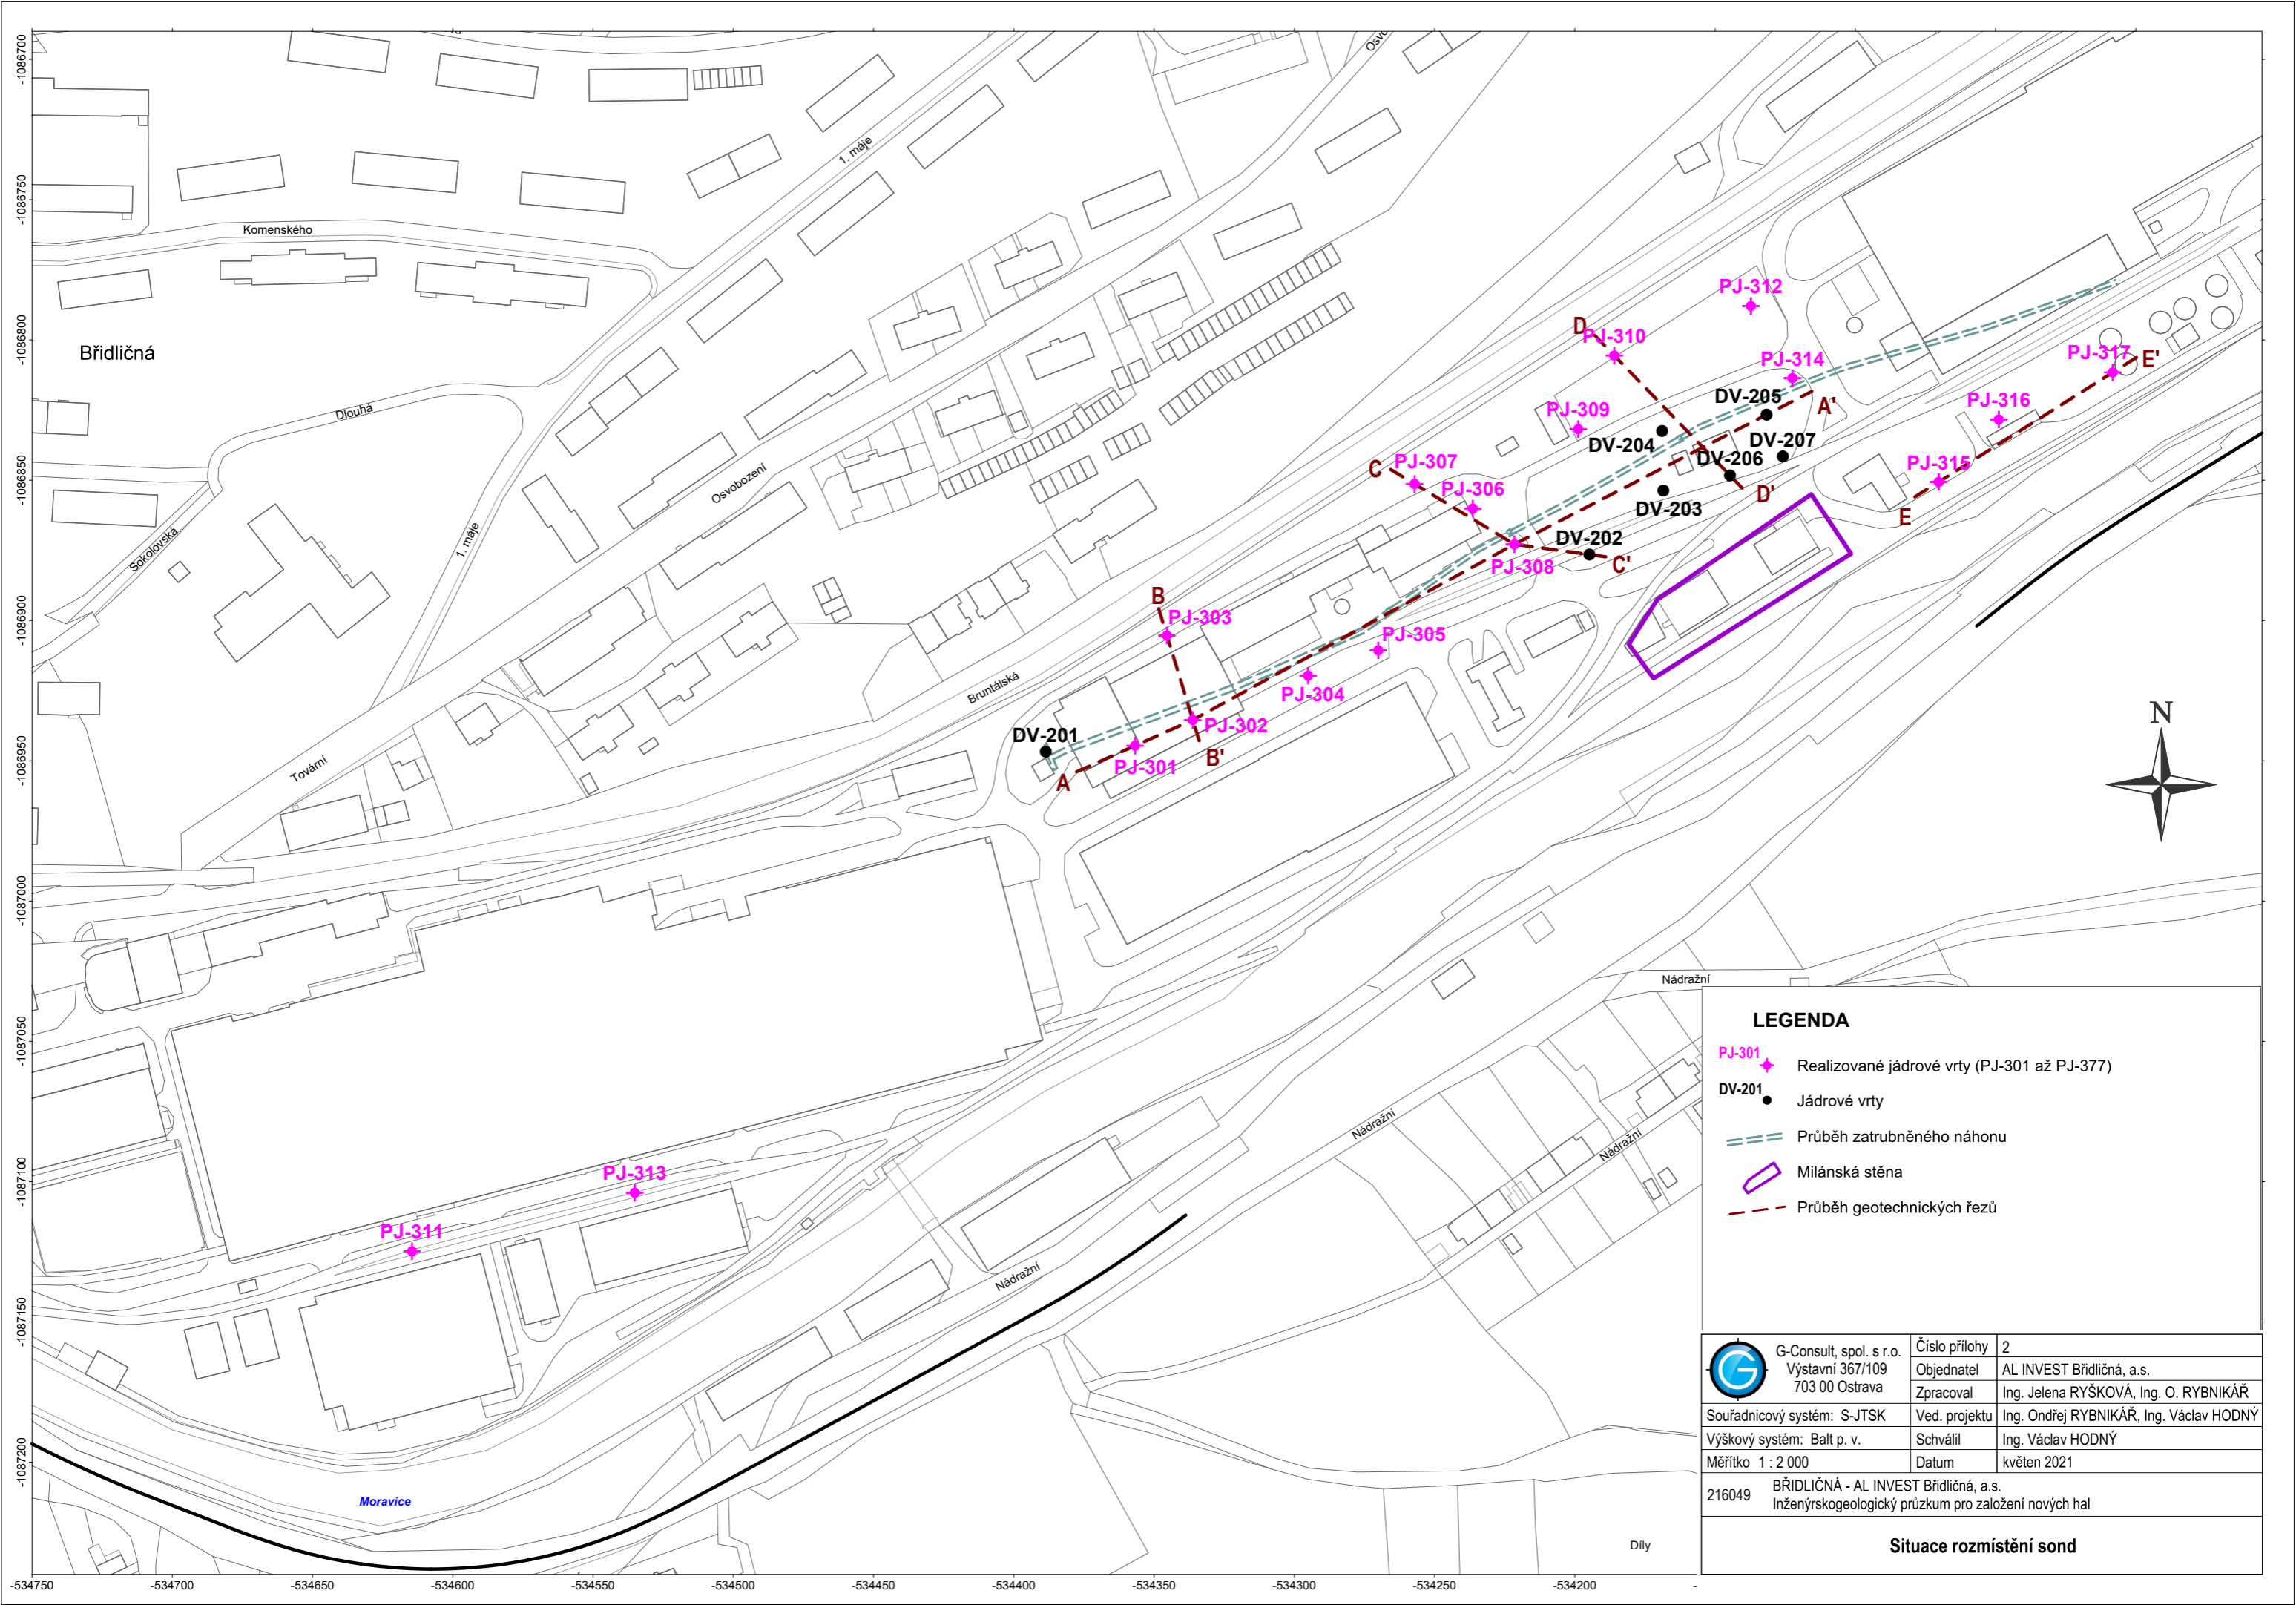 -1086700
-1086750
-1086800
-1086850
-1086900
-1086950
-1087000
-1087050
-1087100
-1087150
-1087200
-534750
-534700
-534650
-534600
-534550
-534500
-534450
-534400
-534350
-534300
-534250
-534200
Osvo
1. máje
Komenského
Břidličná
Dlouhá
Osvobození
Sokolovská
1. máje
Bruntálská
Tovární
PJ-312
D
PJ-310
PJ-314
PJ-317
E'
DV-205
A'
PJ-309
PJ-316
DV-204
DV-207
C
PJ-307
DV-206
PJ-315
PJ-306
D'
E
DV-203
DV-202
C'
PJ-308
B
PJ-303
PJ-305
PJ-304
PJ-302
DV-201
B'
PJ-301
A
N
Nádražní
Nádražní
Nádražní
Nádražní
PJ-313
PJ-311
Moravice
Díly
LEGENDA
PJ-301
Realizované jádrové vrty (PJ-301 až PJ-377)
DV-201
Jádrové vrty
Průběh zatrubněného náhonu
Milánská stěna
Průběh geotechnických řezů
G
G-Consult, spol. s r.o.
Výstavní 367/109
703 00 Ostrava
Číslo přílohy 2
Objednatel AL INVEST Břidličná, a.s.
Zpracoval Ing. Jelena RYŠKOVÁ, Ing. O. RYBNIKÁŘ
Souřadnicový systém: S-JTSK Ved. projektu Ing. Ondřej RYBNIKÁŘ, Ing. Václav HODNÝ
Výškový systém: Balt p. v. Schválil Ing. Václav HODNÝ
Měřítko 1 : 2 000 Datum květen 2021
216049 BŘIDLIČNÁ - AL INVEST Břidličná, a.s.
Inženýrskogeologický průzkum pro založení nových hal
Situace rozmístění sond